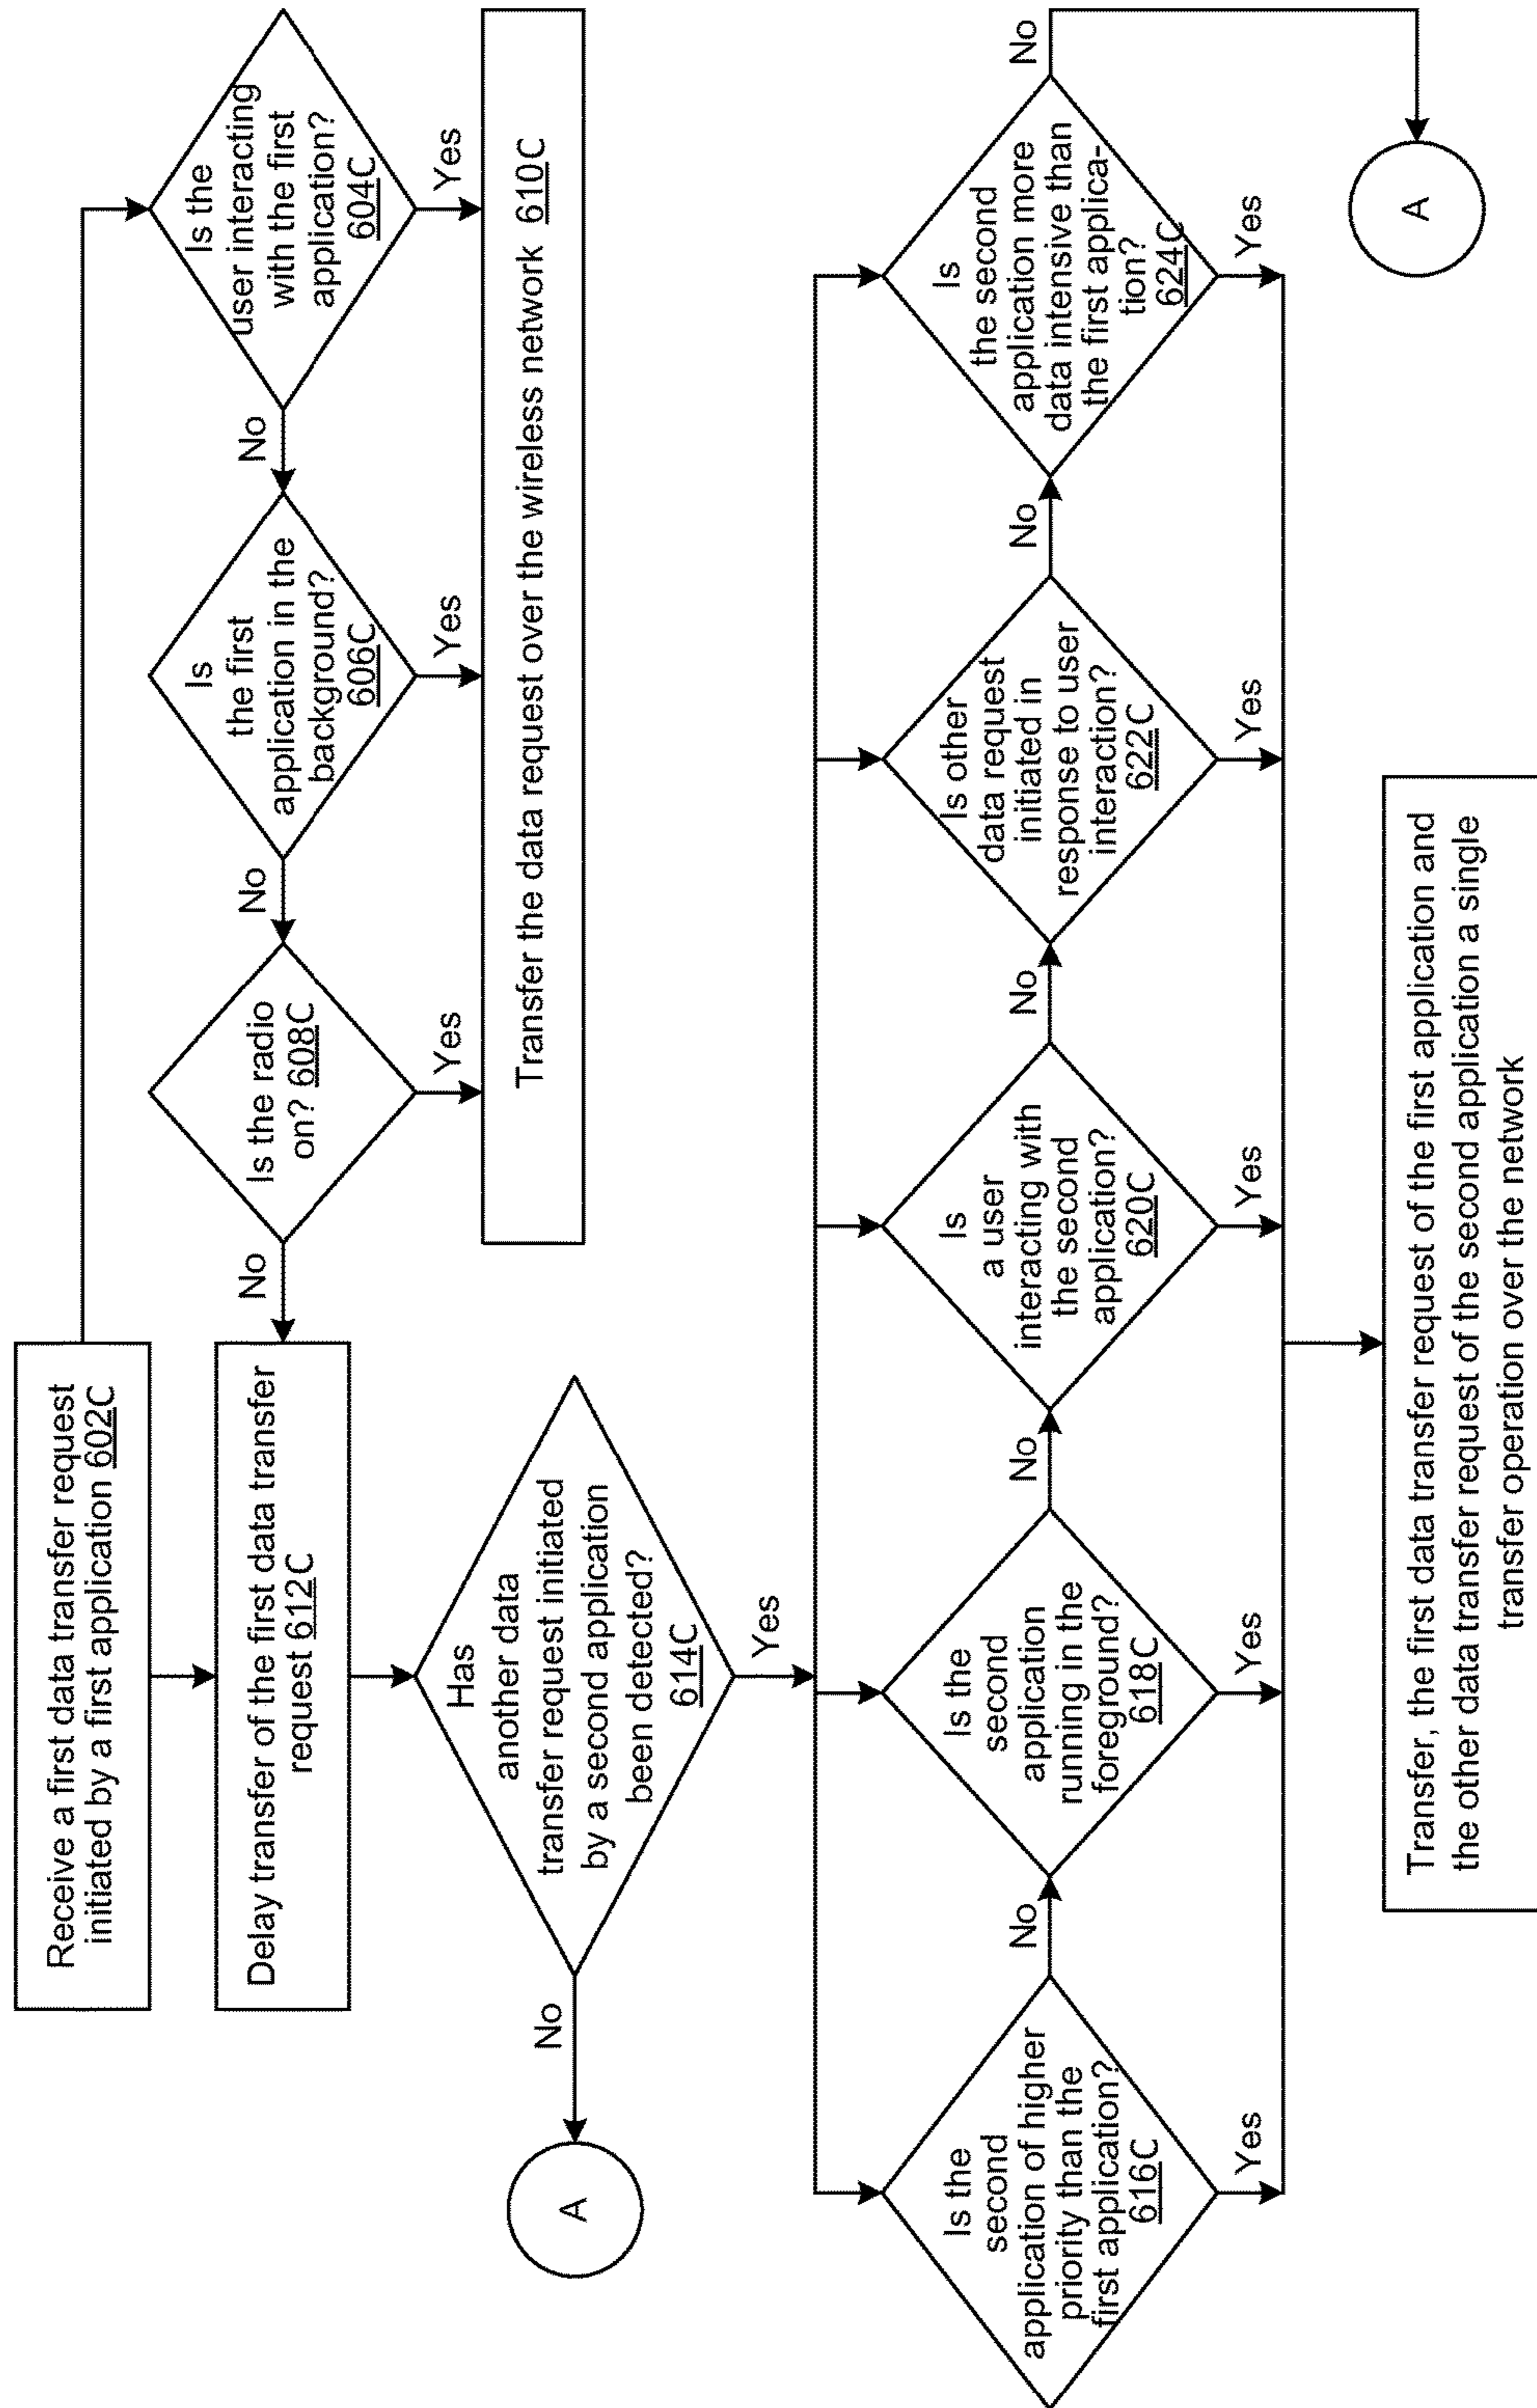 Receive a first data transfer request
initiated by a first application 602C
Is the
user interacting
with the first
application?
604C
No
Yes
Is
the first
application in the
background?
606C
No
Yes
Is the radio
on? 608C
No
Yes
Transfer the data request over the wireless network 610C
Delay transfer of the first data transfer
request 612C
Has
another data
transfer request initiated
by a second application
been detected?
614C
No
A
Yes
Is the
second
application of higher
priority than the
first application?
616C
No
Yes
Is the
second
application
running in the
foreground?
618C
No
Yes
Is
a user
interacting with
the second
application?
620C
No
Yes
Is other
data request
initiated in
response to user
interaction?
622C
No
Yes
Is
the second
application more
data intensive than
the first applica-
tion?
624C
No
Yes
A
Transfer, the first data transfer request of the first application and
the other data transfer request of the second application a single
transfer operation over the network